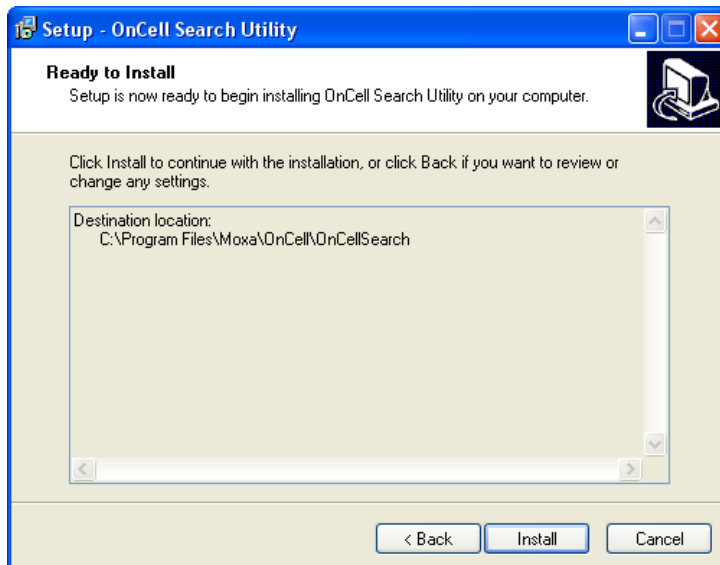 Setup - OnCell Search Utility
Ready to Install
Setup is now ready to begin installing OnCell Search Utility on your computer.
Click Install to continue with the installation, or click Back if you want to review or
change any settings.
Destination location:
C:\Program Files\Moxa\OnCell\OnCellSearch
< Back
Install
Cancel